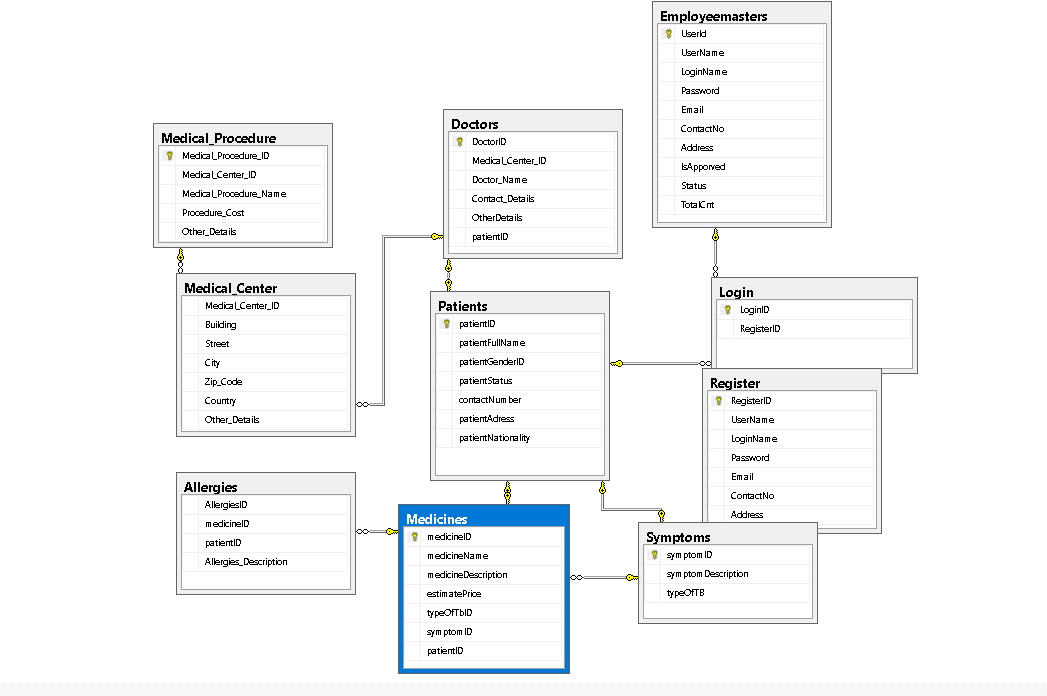 Employeemasters
UserId
UserName
LoginName
Password
Email
ContactNo
Address
IsApporved
Status
TotalCnt
Medical_Procedure
Medical_Procedure_ID
Medical_Center_ID
Medical_Procedure_Name
Procedure_Cost
Other_Details
Doctors
DoctorID
Medical_Center_ID
Doctor_Name
Contact_Details
OtherDetails
patientID
Medical_Center
Medical_Center_ID
Building
Street
City
Zip_Code
Country
Other_Details
Patients
patientID
patientFullName
patientGenderID
patientStatus
contactNumber
patientAdress
patientNationality
Login
LoginID
RegisterID
Register
RegisterID
UserName
LoginName
Password
Email
ContactNo
Address
Allergies
AllergiesID
medicineID
patientID
Allergies_Description
Medicines
medicineID
medicineName
medicineDescription
estimatePrice
typeOfTbID
symptomID
patientID
Symptoms
symptomID
symptomDescription
typeOfTB